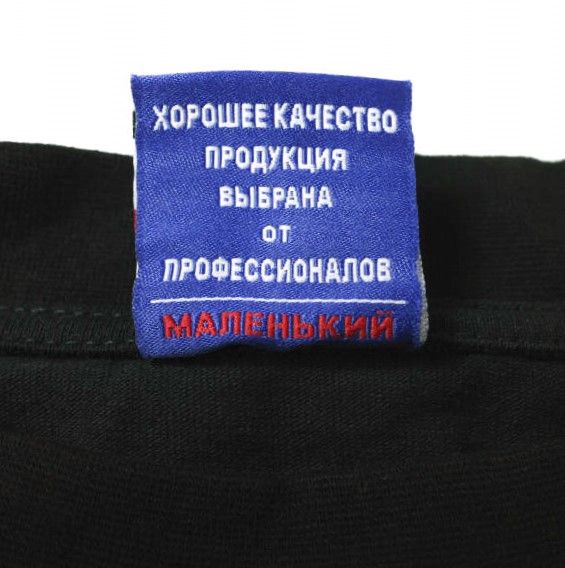 ХОРОШЕЕ КАЧЕСТВО
ПРОДУКЦИЯ
ВЫБРАНА
ОТ
ПРОФЕССИОНАЛОВ
МАЛЕНЬКИЙ